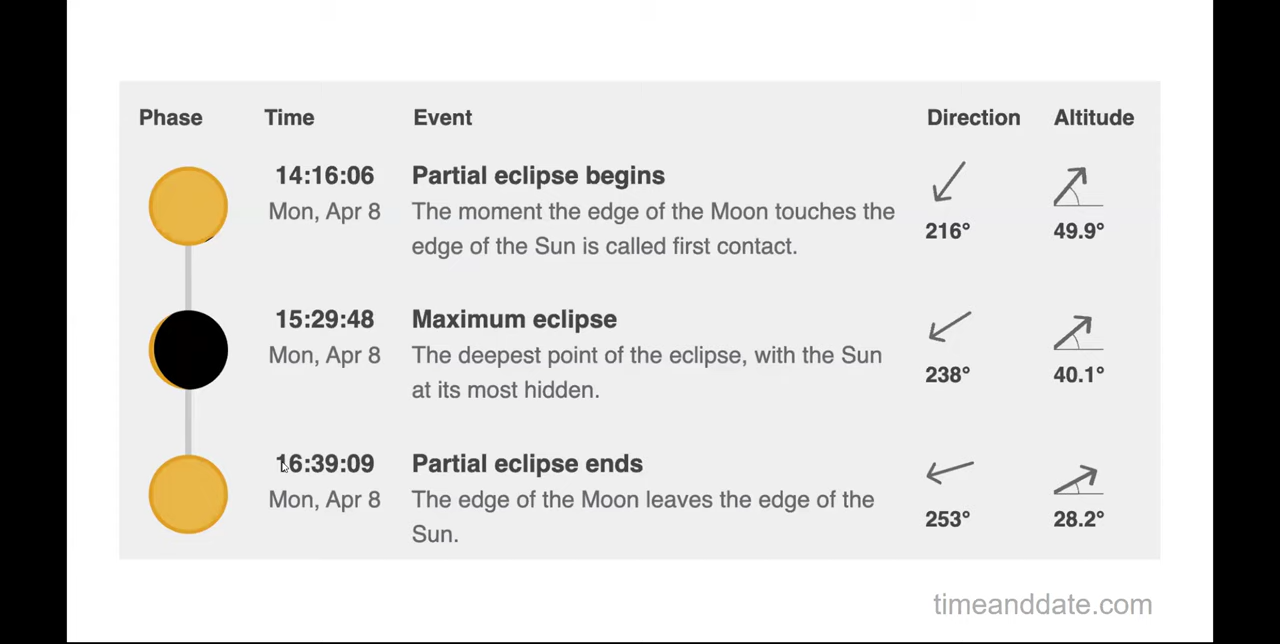 Phase Time Event Direction Altitude
14:16:06 Partial eclipse begins
Mon, Apr 8 The moment the edge of the Moon touches the
edge of the Sun is called first contact.
216° 49.9°
15:29:48 Maximum eclipse
Mon, Apr 8 The deepest point of the eclipse, with the Sun
at its most hidden.
238° 40.1°
16:39:09 Partial eclipse ends
Mon, Apr 8 The edge of the Moon leaves the edge of the
Sun.
253° 28.2°
timeanddate.com